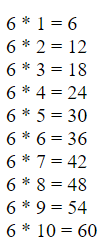 6 * 1 = 6
6 * 2 = 12
6 * 3 = 18
6 * 4 = 24
6 * 5 = 30
6 * 6 = 36
6 * 7 = 42
6 * 8 = 48
6 * 9 = 54
6 * 10 = 60